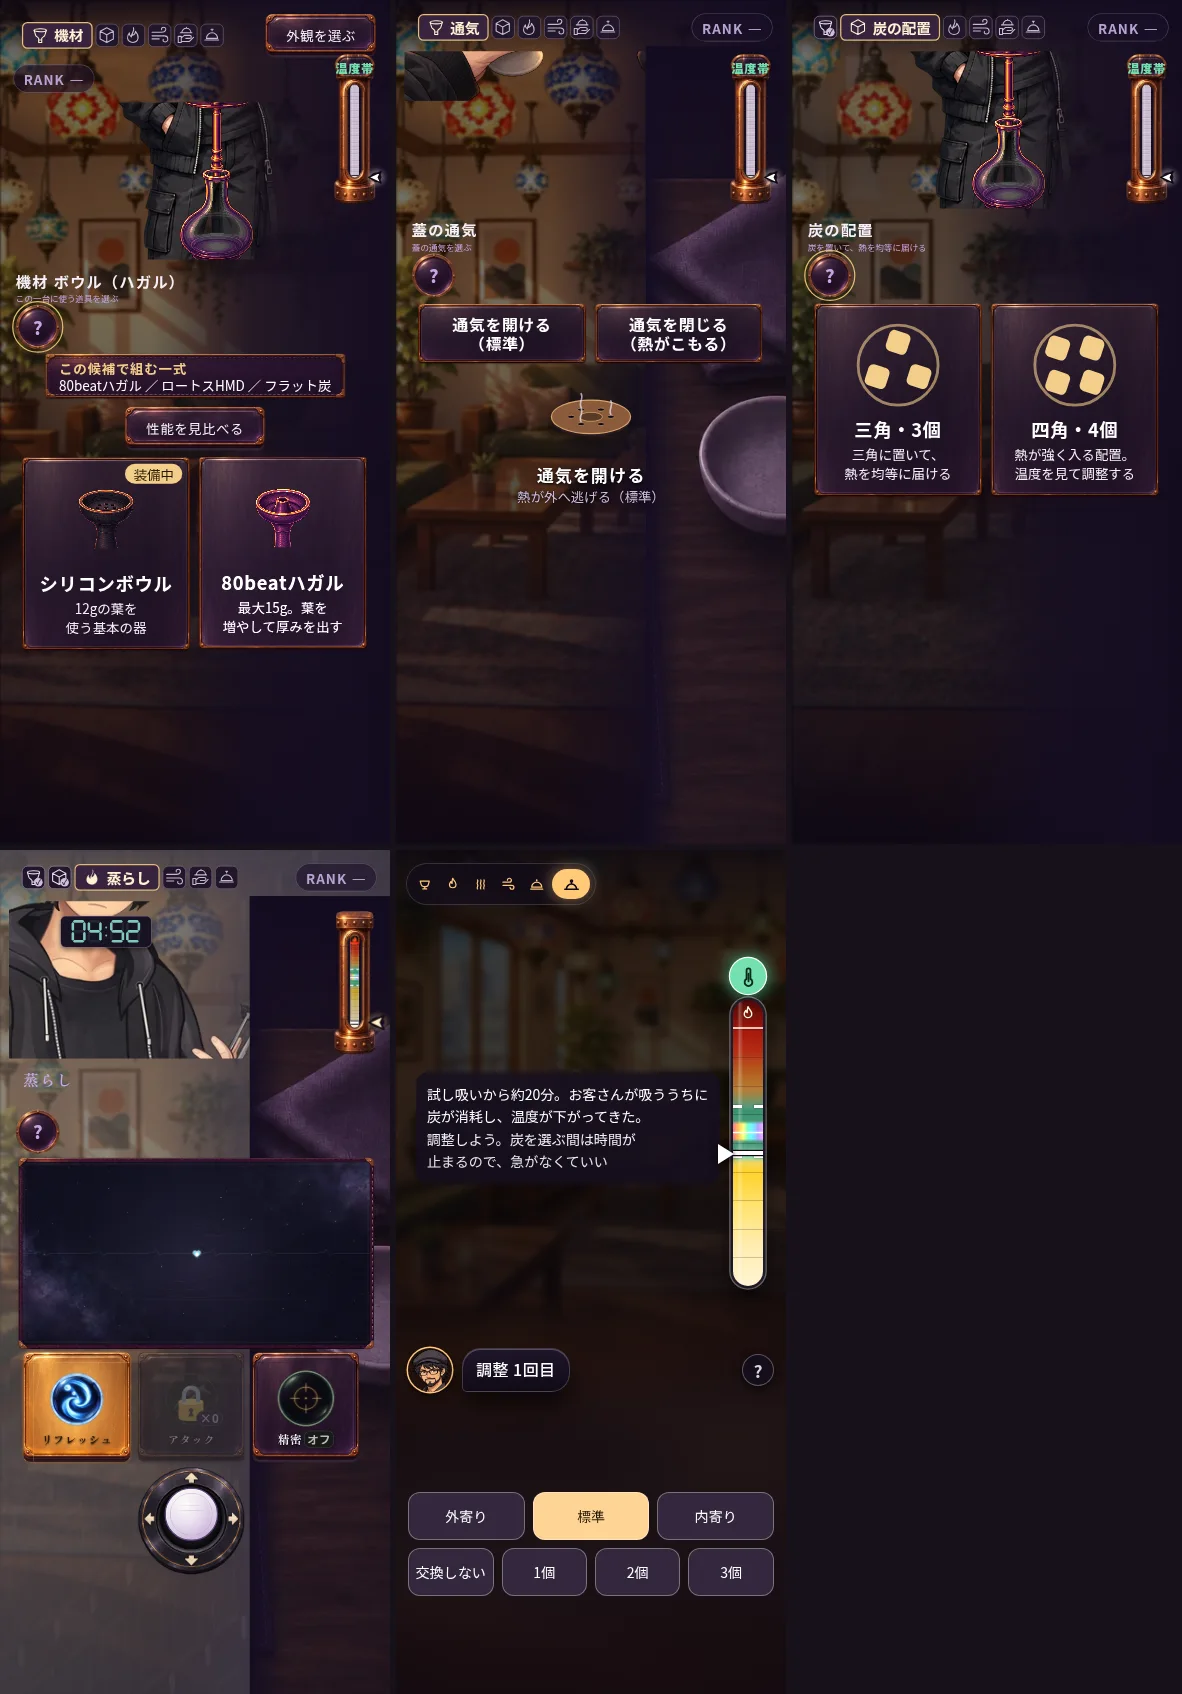 機材
外観を選ぶ
RANK —
温度帯
機材 ボウル（ハガル）
この一台に使う道具を選ぶ
?
この候補で組む一式
80beatハガル ／ ロートスHMD ／ フラット炭
性能を見比べる
装備中
シリコンボウル
12gの葉を
使う基本の器
80beatハガル
最大15g。葉を
増やして厚みを出す
通気
RANK —
温度帯
蓋の通気
蓋の通気を選ぶ
?
通気を開ける
（標準）
通気を閉じる
（熱がこもる）
通気を開ける
熱が外へ逃げる（標準）
炭の配置
RANK —
温度帯
炭の配置
炭を置いて、熱を均等に届ける
?
三角・3個
三角に置いて、
熱を均等に届ける
四角・4個
熱が強く入る配置。
温度を見て調整する
蒸らし
RANK —
04:52
蒸らし
?
リフレッシュ
×0
アタック
精密 オフ
試し吸いから約20分。お客さんが吸ううちに
炭が消耗し、温度が下がってきた。
調整しよう。炭を選ぶ間は時間が
止まるので、急がなくていい
調整 1回目
?
外寄り
標準
内寄り
交換しない
1個
2個
3個